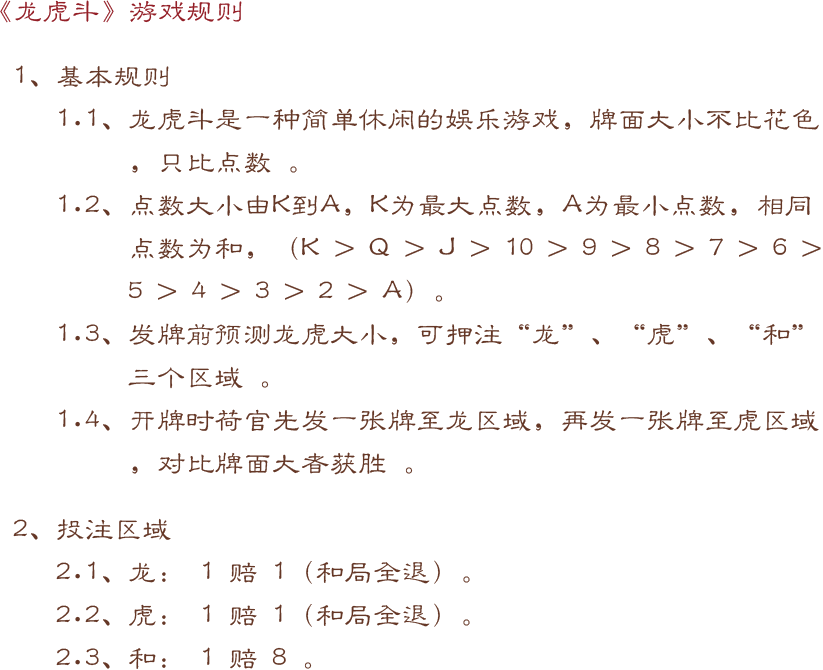 《龙虎斗》游戏规则
1、基本规则
1.1、龙虎斗是一种简单休闲的娱乐游戏，牌面大小不比花色
，只比点数 。
1.2、点数大小由K到A，K为最大点数，A为最小点数，相同
点数为和，（K > Q > J > 10 > 9 > 8 > 7 > 6 >
5 > 4 > 3 > 2 > A）。
1.3、发牌前预测龙虎大小，可押注“龙”、“虎”、“和”
三个区域 。
1.4、开牌时荷官先发一张牌至龙区域，再发一张牌至虎区域
，对比牌面大者获胜 。
2、投注区域
2.1、龙： 1 赔 1（和局全退）。
2.2、虎： 1 赔 1（和局全退）。
2.3、和： 1 赔 8 。